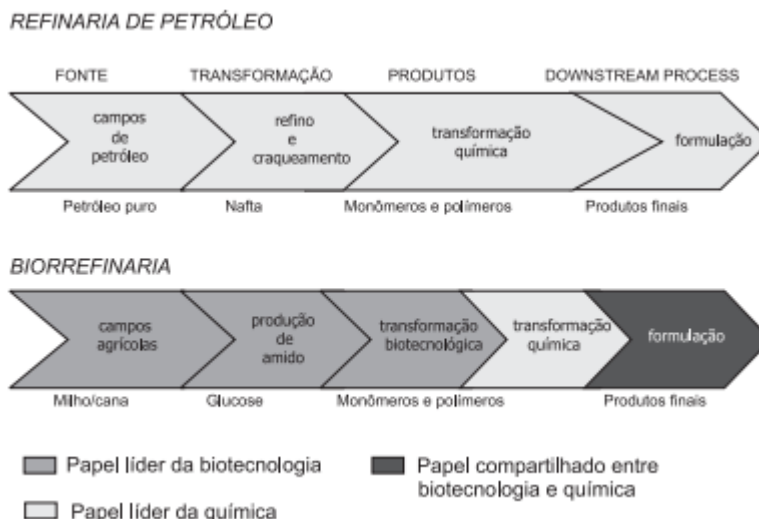 REFINARIA DE PETRÓLEO
FONTE TRANSFORMAÇÃO PRODUTOS DOWNSTREAM PROCESS
campos
de
petróleo
refino
e
craqueamento
transformação
química
formulação
Petróleo puro Nafta Monômeros e polímeros Produtos finais
BIORREFINARIA
campos
agrícolas
produção
de
amido
transformação
biotecnológica
transformação
química
formulação
Milho/cana Glucose Monômeros e polímeros Produtos finais
Papel líder da biotecnologia
Papel líder da química
Papel compartilhado entre
biotecnologia e química